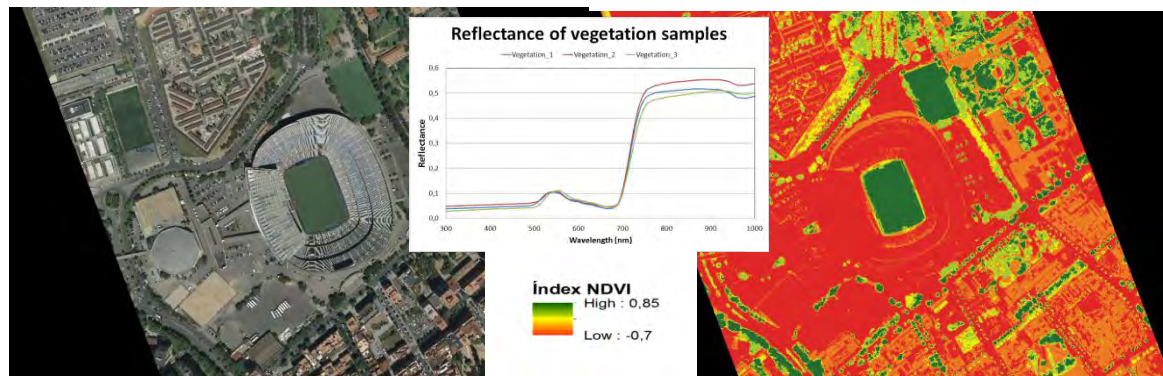 Reflectance of vegetation samples
Vegetation_1 Vegetation_2 Vegetation_3
0,6
0,5
0,4
0,3
0,2
0,1
0,0
Reflectance
300 400 500 600 700 800 900 1000
Wavelength (nm)
Índex NDVI
High : 0,85
Low : -0,7